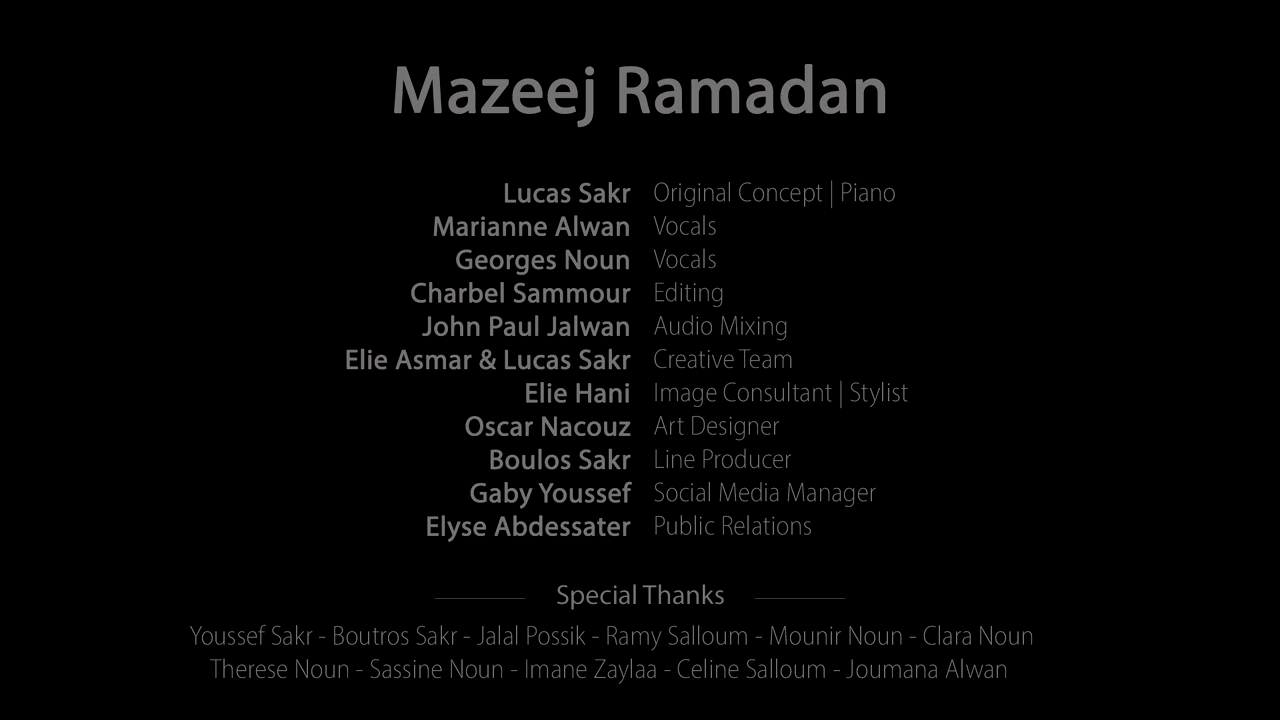 Mazeej Ramadan
Lucas Sakr Original Concept | Piano
Marianne Alwan Vocals
Georges Noun Vocals
Charbel Sammour Editing
John Paul Jalwan Audio Mixing
Elie Asmar & Lucas Sakr Creative Team
Elie Hani Image Consultant | Stylist
Oscar Nacouz Art Designer
Boulos Sakr Line Producer
Gaby Youssef Social Media Manager
Elyse Abdessater Public Relations
Special Thanks
Youssef Sakr - Boutros Sakr - Jalal Possik - Ramy Salloum - Mounir Noun - Clara Noun
Therese Noun - Sassine Noun - Imane Zaylaa - Celine Salloum - Joumana Alwan